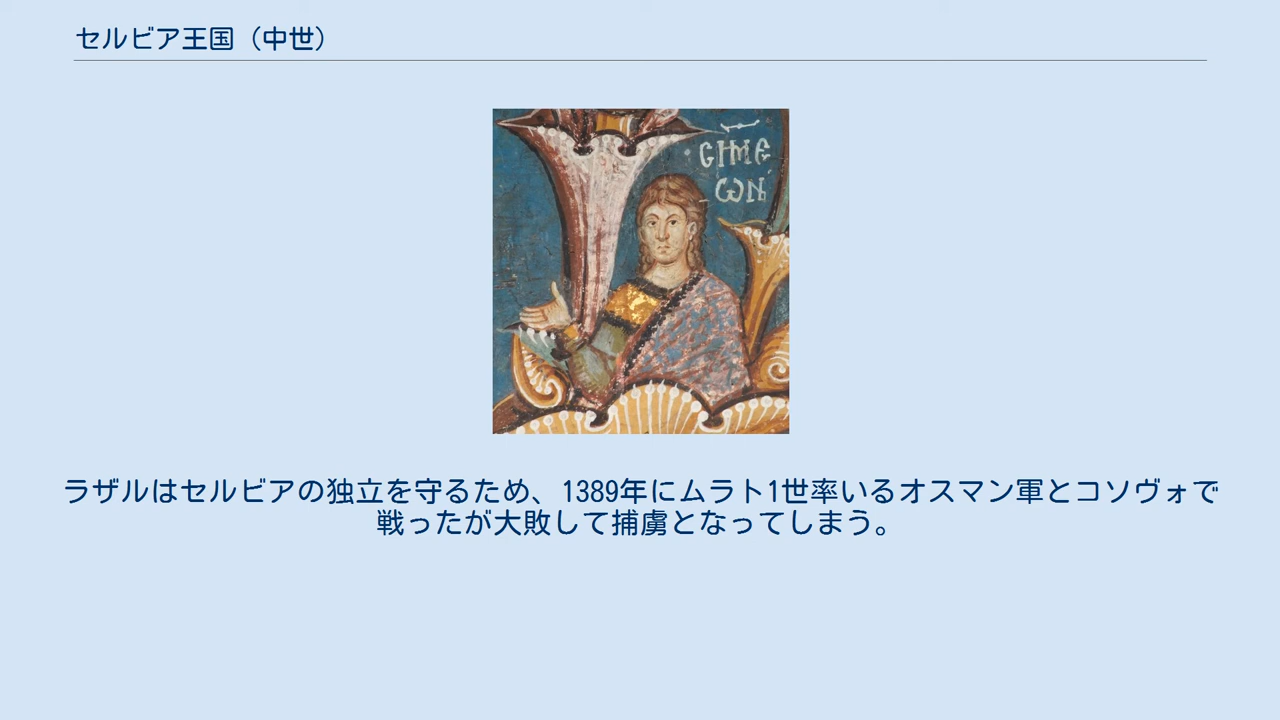 セルビア王国（中世）
СІМЕ
ѠΝ
ラザルはセルビアの独立を守るため、1389年にムラト1世率いるオスマン軍とコソヴォで
戦ったが大敗して捕虜となってしまう。